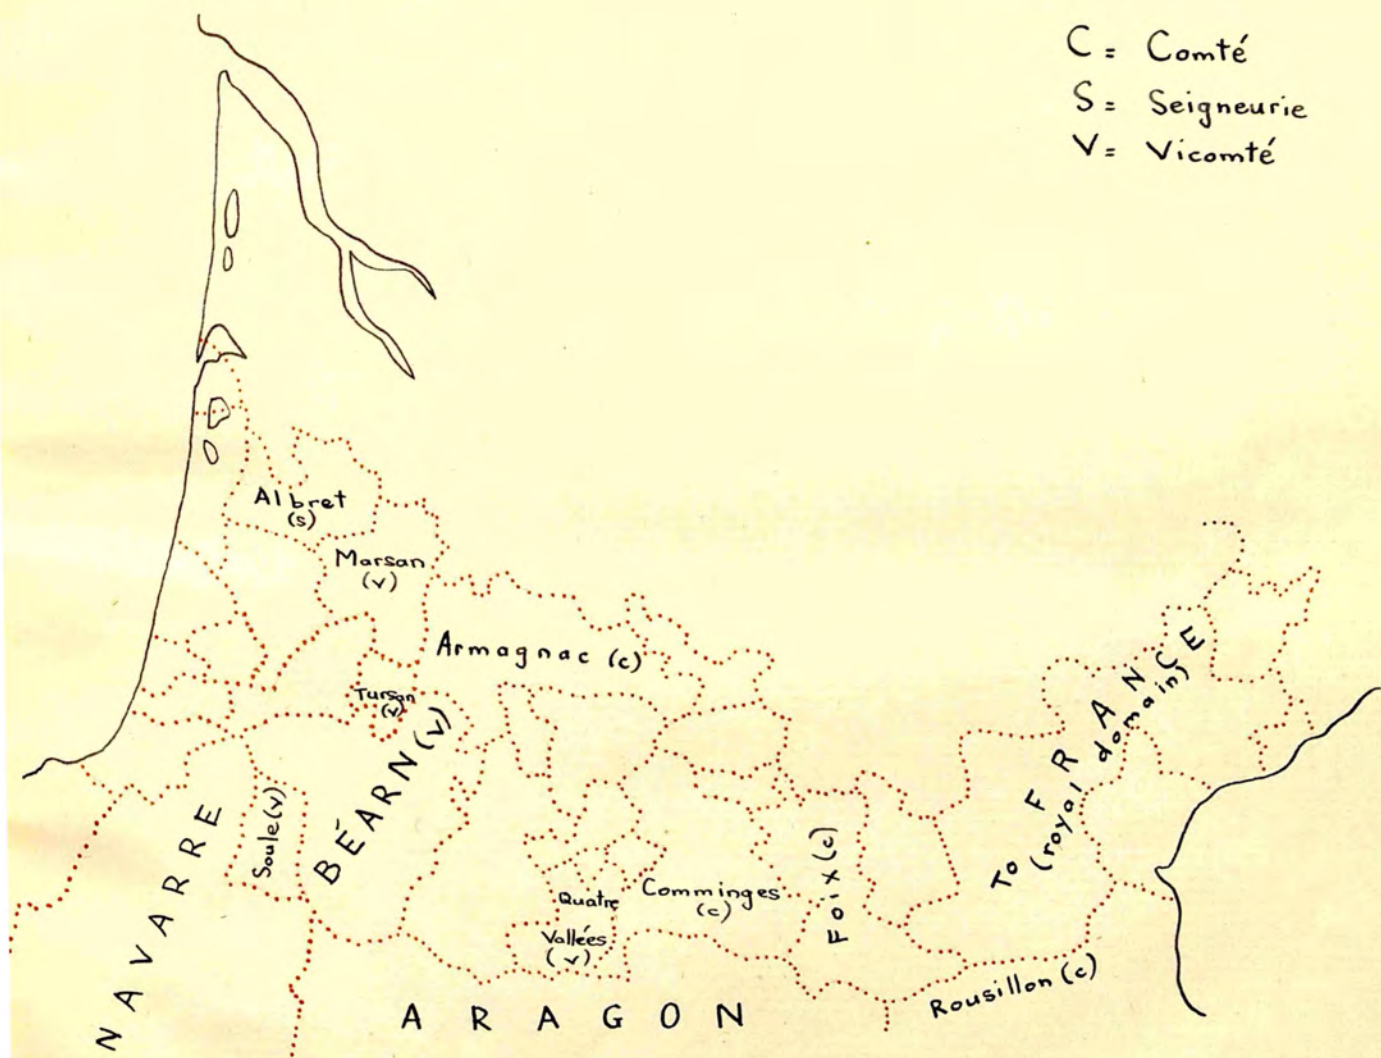 C = Comté
S = Seigneurie
V = Vicomté
Albret
(s)
Marsan
(v)
Armagnac (c)
Tursan
(v)
BÉARN (v)
Soule (v)
NAVARRE
Quatre
Vallées
(v)
Comminges
(c)
Foix (c)
TO FRANCE
(royal domain)
Rousillon (c)
ARAGON